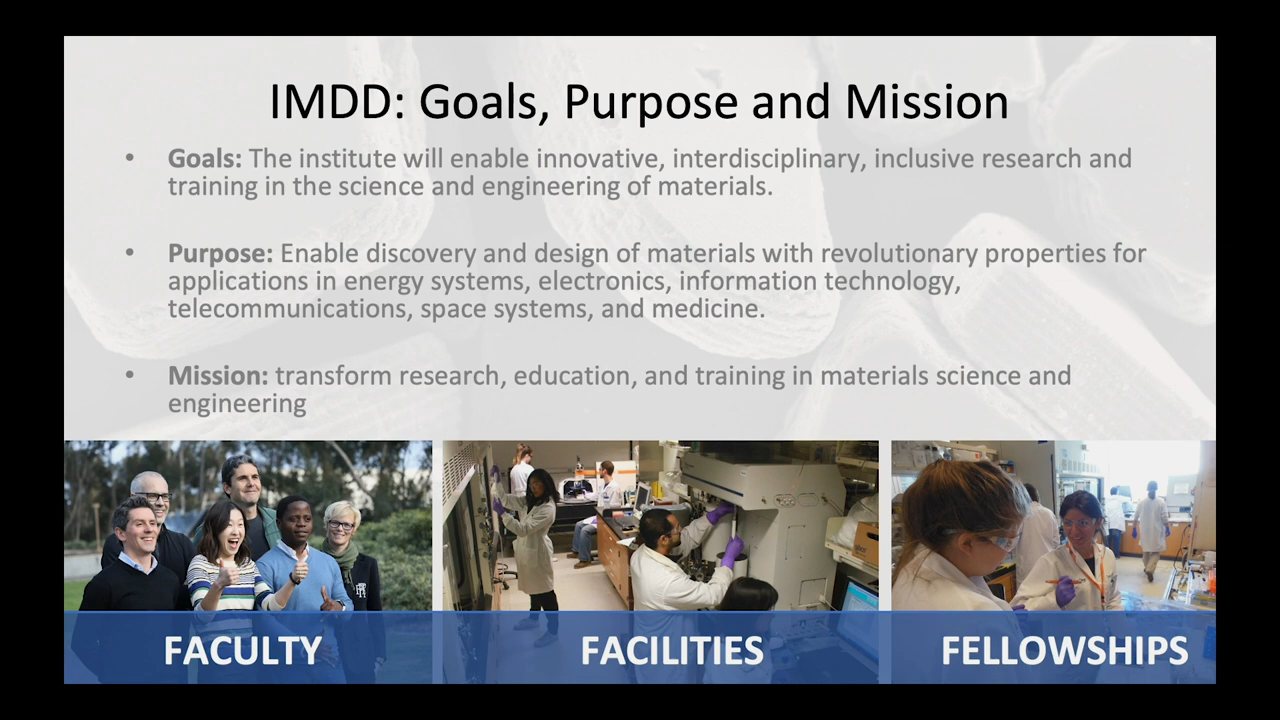 IMDD: Goals, Purpose and Mission
• Goals: The institute will enable innovative, interdisciplinary, inclusive research and
training in the science and engineering of materials.
• Purpose: Enable discovery and design of materials with revolutionary properties for
applications in energy systems, electronics, information technology,
telecommunications, space systems, and medicine.
• Mission: transform research, education, and training in materials science and
engineering
FACULTY
FACILITIES
FELLOWSHIPS